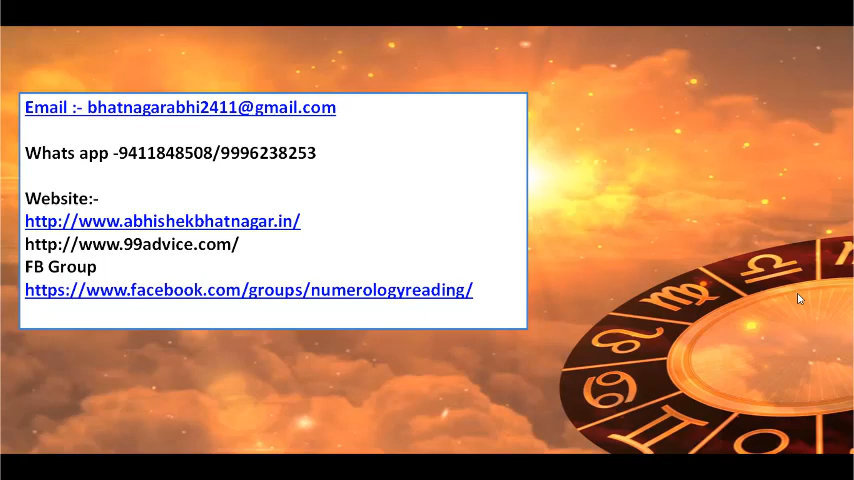 Email :- bhatnagarabhi2411@gmail.com
Whats app -9411848508/9996238253
Website:-
http://www.abhishekbhatnagar.in/
http://www.99advice.com/
FB Group
https://www.facebook.com/groups/numerologyreading/